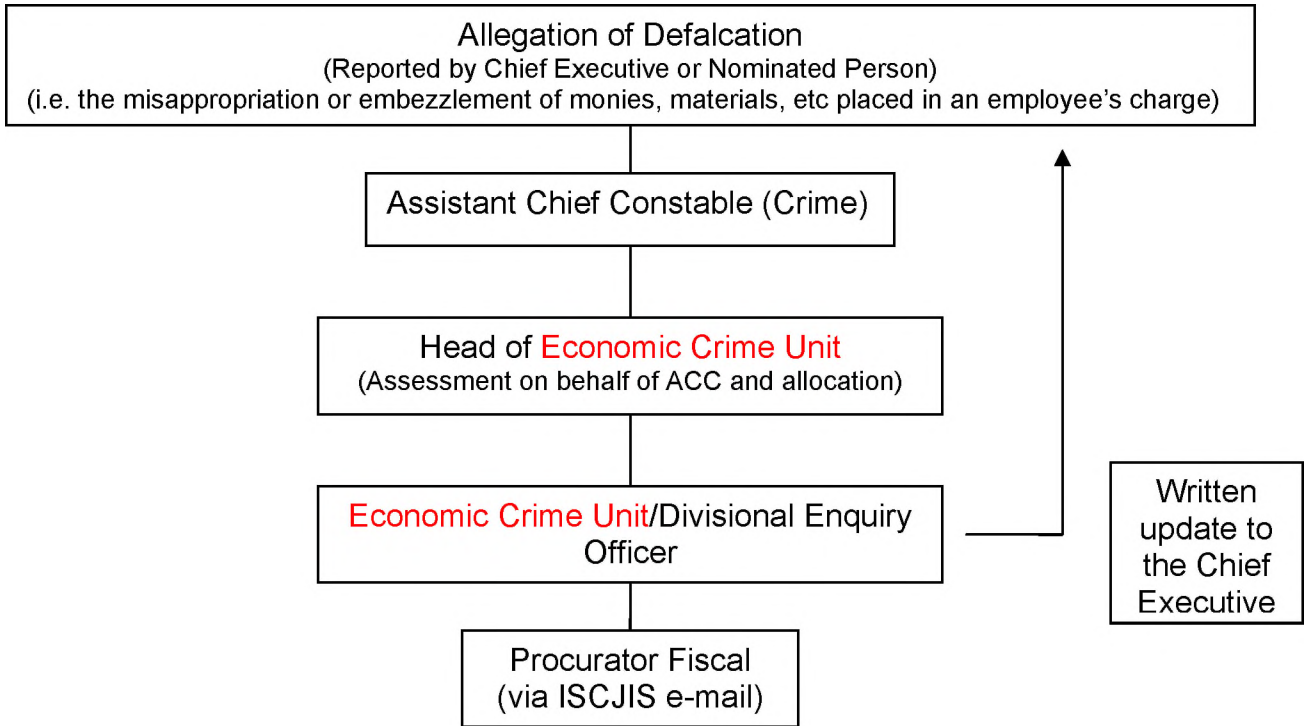 Allegation of Defalcation
(Reported by Chief Executive or Nominated Person)
(i.e. the misappropriation or embezzlement of monies, materials, etc placed in an employee’s charge)
Assistant Chief Constable (Crime)
Head of Economic Crime Unit
(Assessment on behalf of ACC and allocation)
Economic Crime Unit/Divisional Enquiry
Officer
Written
update to
the Chief
Executive
Procurator Fiscal
(via ISCJIS e-mail)